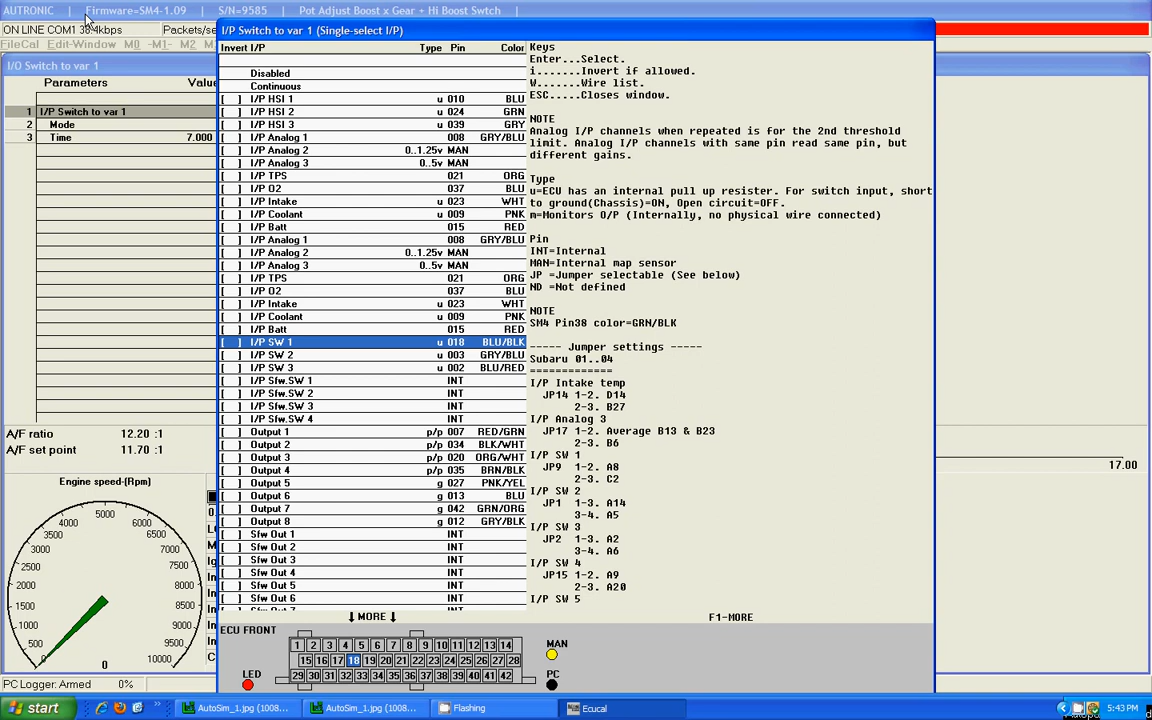 AUTRONIC | Firmware=SM4-1.09 | S/N=9585 | Pot Adjust Boost x Gear + Hi Boost Swtch |
ON LINE COM1 38.4kbps Packets/se
FileCal Edit-Window M -M1- M2 M
I/O Switch to var 1
Parameters Value
1 I/P Switch to var 1
2 Mode
3 Time 7.000
A/F ratio 12.20 :1
A/F set point 11.70 :1
Engine speed-(Rpm)
0 500 1000 1500 2000 2500 3000 3500 4000 4500 5000 5500 6000 6500 7000 7500 8000 8500 9000 9500 10000
0
PC Logger: Armed 0%
I/P Switch to var 1 (Single-select I/P)
Invert I/P Type Pin Color
Disabled
Continuous
[ ] I/P HSI 1 u 010 BLU
[ ] I/P HSI 2 u 024 GRN
[ ] I/P HSI 3 u 039 GRY
[ ] I/P Analog 1 008 GRY/BLU
[ ] I/P Analog 2 0..1.25v MAN
[ ] I/P Analog 3 0..5v MAN
[ ] I/P TPS 021 ORG
[ ] I/P O2 037 BLU
[ ] I/P Intake u 023 WHT
[ ] I/P Coolant u 009 PNK
[ ] I/P Batt 015 RED
[ ] I/P Analog 1 008 GRY/BLU
[ ] I/P Analog 2 0..1.25v MAN
[ ] I/P Analog 3 0..5v MAN
[ ] I/P TPS 021 ORG
[ ] I/P O2 037 BLU
[ ] I/P Intake u 023 WHT
[ ] I/P Coolant u 009 PNK
[ ] I/P Batt 015 RED
[ ] I/P SW 1 u 018 BLU/BLK
[ ] I/P SW 2 u 003 GRY/BLU
[ ] I/P SW 3 u 002 BLU/RED
[ ] I/P Sfw.SW 1 INT
[ ] I/P Sfw.SW 2 INT
[ ] I/P Sfw.SW 3 INT
[ ] I/P Sfw.SW 4 INT
[ ] Output 1 p/p 007 RED/GRN
[ ] Output 2 p/p 034 BLK/WHT
[ ] Output 3 p/p 020 ORG/WHT
[ ] Output 4 p/p 035 BRN/BLK
[ ] Output 5 g 027 PNK/YEL
[ ] Output 6 g 013 BLU
[ ] Output 7 g 042 GRN/ORG
[ ] Output 8 g 012 GRY/BLK
[ ] Sfw Out 1 INT
[ ] Sfw Out 2 INT
[ ] Sfw Out 3 INT
[ ] Sfw Out 4 INT
[ ] Sfw Out 5 INT
[ ] Sfw Out 6 INT
↓ MORE ↓
Keys
Enter...Select.
i.......Invert if allowed.
W.......Wire list.
ESC.....Closes window.
NOTE
Analog I/P channels when repeated is for the 2nd threshold
limit. Analog I/P channels with same pin read same pin, but
different gains.
Type
u=ECU has an internal pull up resister. For switch input, short
to ground(Chassis)=ON, Open circuit=OFF.
m=Monitors O/P (Internally, no physical wire connected)
Pin
INT=Internal
MAN=Internal map sensor
JP =Jumper selectable (See below)
ND =Not defined
NOTE
SM4 Pin38 color=GRN/BLK
----- Jumper settings -----
Subaru 01..04
=============
I/P Intake temp
JP14 1-2. D14
2-3. B27
I/P Analog 3
JP17 1-2. Average B13 & B23
2-3. B6
I/P SW 1
JP9 1-2. A8
2-3. C2
I/P SW 2
JP1 1-3. A14
3-4. A5
I/P SW 3
JP2 1-3. A2
3-4. A6
I/P SW 4
JP15 1-2. A9
2-3. A20
I/P SW 5
F1-MORE
17.00
ECU FRONT
1 2 3 4 5 6 7 8 9 10 11 12 13 14
15 16 17 18 19 20 21 22 23 24 25 26 27 28
29 30 31 32 33 34 35 36 37 38 39 40 41 42
LED
MAN
PC
start
AutoSim_1.jpg (1008...
AutoSim_1.jpg (1008...
Flashing
Ecucal
5:43 PM